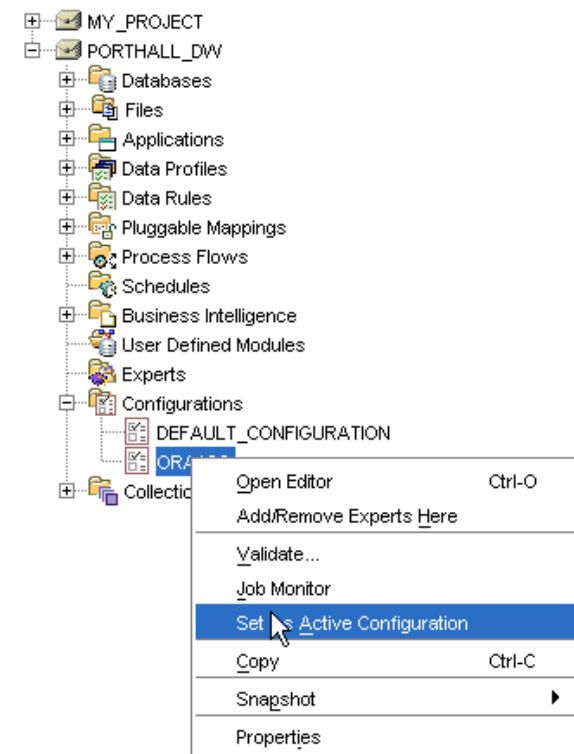 MY_PROJECT
PORTHALL_DW
Databases
Files
Applications
Data Profiles
Data Rules
Pluggable Mappings
Process Flows
Schedules
Business Intelligence
User Defined Modules
Experts
Configurations
DEFAULT_CONFIGURATION
Open Editor Ctrl-O
Add/Remove Experts Here
Validate...
Job Monitor
Set as Active Configuration
Copy Ctrl-C
Snapshot
Properties